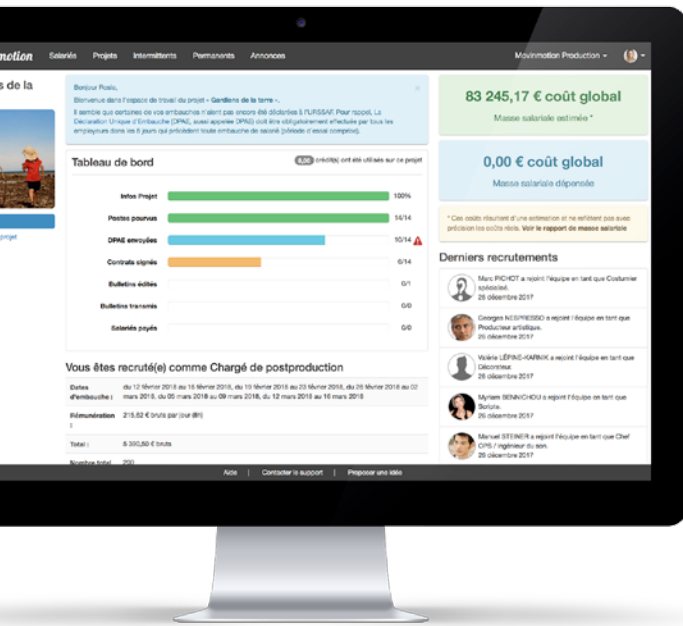 motion Salariés Projets Intermittents Permanents Annonces Movinmotion Production
s de la
projet
Bonjour Rosie,
Bienvenue dans l'espace de travail du projet « Gardiens de la terre ».
Il semble que certaines de vos embauches n'aient pas encore été déclarées à l'URSSAF. Pour rappel, La
Déclaration Unique d'Embauche (DPAE, aussi appelée DPAE) doit être obligatoirement effectuée par tous les
employeurs dans les 8 jours qui précèdent toute embauche de salarié (période d'essai comprise).
Tableau de bord
0,00 crédit(s) ont été utilisés sur ce projet
Infos Projet 100%
Postes pourvus 14/14
DPAE envoyées 10/14
Contrats signés 6/14
Bulletins édités 0/1
Bulletins transmis 0/0
Salariés payés 0/0
Vous êtes recruté(e) comme Chargé de postproduction
Dates du 12 février 2018 au 16 février 2018, du 19 février 2018 au 23 février 2018, du 26 février 2018 au 02
d'embauche : mars 2018, du 05 mars 2018 au 09 mars 2018, du 12 mars 2018 au 16 mars 2018
Rémunération 215,62 € bruts par jour (8h)
:
Total : 5 390,50 € bruts
Nombre total 200
83 245,17 € coût global
Masse salariale estimée *
0,00 € coût global
Masse salariale dépensée
* Ces coûts résultent d'une estimation et ne reflètent pas avec
précision les coûts réels. Voir le rapport de masse salariale
Derniers recrutements
Marc PICHOT a rejoint l'équipe en tant que Costumier
spécialisé.
26 décembre 2017
Georges NESPRESSO a rejoint l'équipe en tant que
Producteur artistique.
26 décembre 2017
Valérie LÉPINE-KARNIK a rejoint l'équipe en tant que
Décorateur.
26 décembre 2017
Myriam BENNICHOU a rejoint l'équipe en tant que
Scripte.
26 décembre 2017
Manuel STEINER a rejoint l'équipe en tant que Chef
OPS / ingénieur du son.
26 décembre 2017
Aide | Contacter le support | Proposer une idée